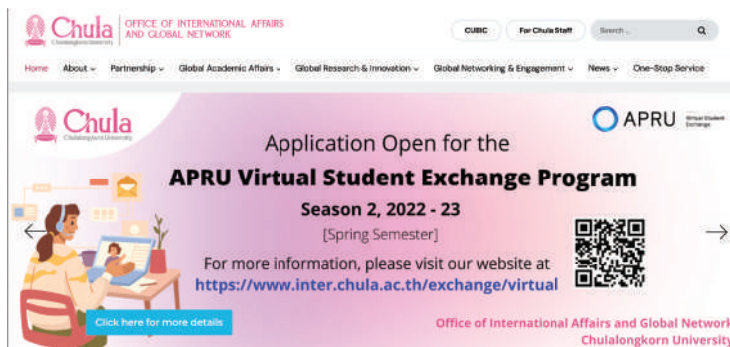 Chula
Chulalongkorn University
OFFICE OF INTERNATIONAL AFFAIRS
AND GLOBAL NETWORK
CUBIC
For Chula Staff
Search ...
Home About Partnership Global Academic Affairs Global Research & Innovation Global Networking & Engagement News One-Stop Service
Chula
Chulalongkorn University
APRU
Virtual Student
Exchange
Application Open for the
APRU Virtual Student Exchange Program
Season 2, 2022 - 23
[Spring Semester]
For more information, please visit our website at
https://www.inter.chula.ac.th/exchange/virtual
Click here for more details
Office of International Affairs and Global Network
Chulalongkorn University